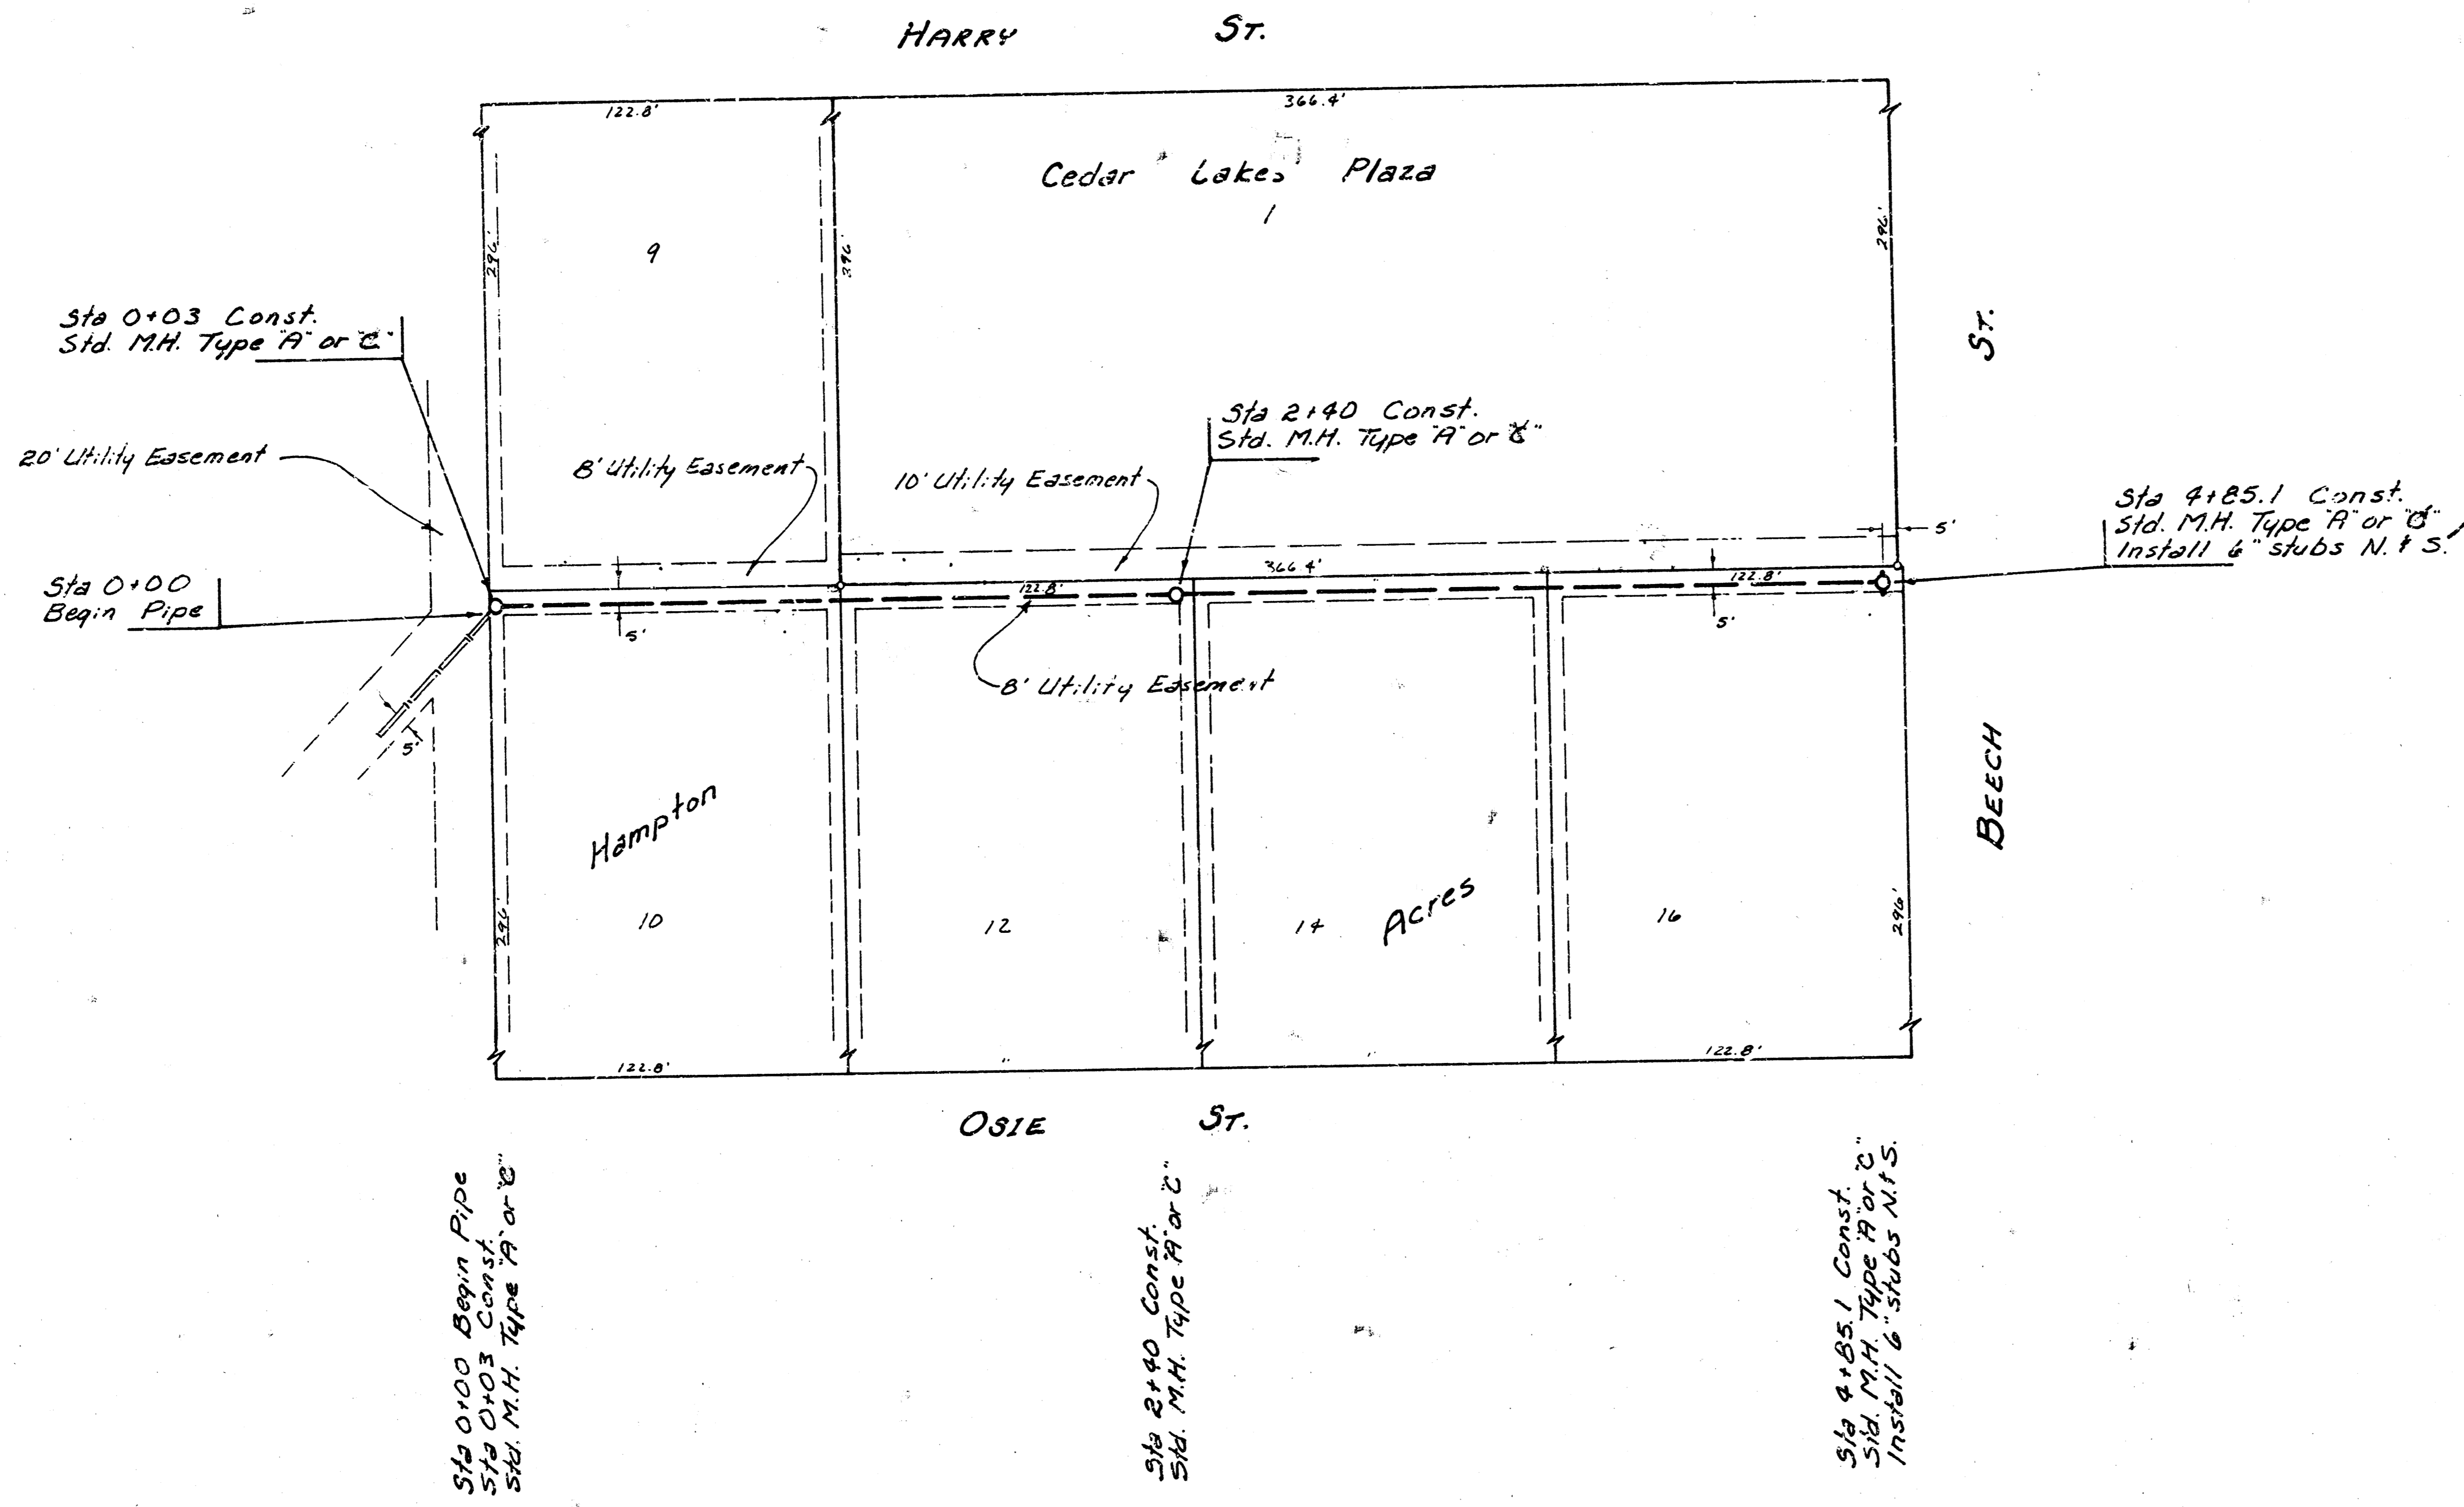 HARRY ST.
122.8'
366.4'
Cedar Lakes Plaza
1
9
296'
296'
296'
Sta 0+03 Const.
Std. M.H. Type "A" or "C"
ST.
20' Utility Easement
8' Utility Easement
10' Utility Easement
Sta 2+40 Const.
Std. M.H. Type "A" or "C"
Sta 4+85.1 Const.
Std. M.H. Type "A" or "C"
Install 6" stubs N. & S.
5'
Sta 0+00
Begin Pipe
366.4'
122.8'
122.8'
5'
5'
8' Utility Easement
5'
BEECH
Hampton
Acres
10
12
14
16
296'
296'
122.8'
"
"
122.8'
OSIE ST.
Sta 0+00 Begin Pipe
Sta 0+03 Const.
Std. M.H. Type "A" or "C"
Sta 2+40 Const.
Std. M.H. Type "A" or "C"
Sta 4+85.1 Const.
Std. M.H. Type "A" or "C"
Install 6" stubs N. & S.